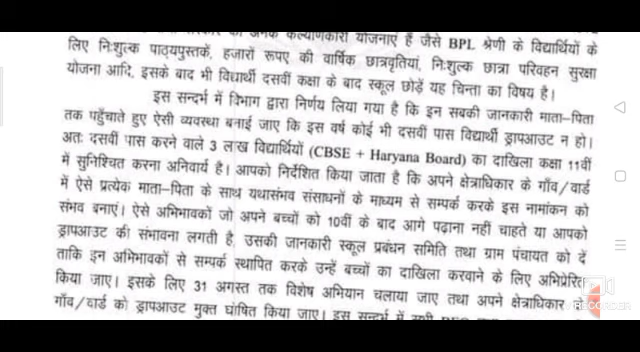 सरकार की अनेक कल्याणकारी योजनाएं हैं जैसे BPL श्रेणी के विद्यार्थियों के
लिए निःशुल्क पाठ्यपुस्तकें, हजारों रूपए की वार्षिक छात्रवृतियां, निःशुल्क छात्रा परिवहन सुरक्षा
योजना आदि, इसके बाद भी विद्यार्थी दसवीं कक्षा के बाद स्कूल छोड़ें यह चिन्ता का विषय है।
इस सन्दर्भ में विभाग द्वारा निर्णय लिया गया है कि इन सबकी जानकारी माता-पिता
तक पहुँचाते हुए ऐसी व्यवस्था बनाई जाए कि इस वर्ष कोई भी दसवीं पास विद्यार्थी ड्रापआउट न हो।
अतः दसवीं पास करने वाले 3 लाख विद्यार्थियों (CBSE + Haryana Board) का दाखिला कक्षा 11वीं
में सुनिश्चित करना अनिवार्य है। आपको निर्देशित किया जाता है कि अपने क्षेत्राधिकार के गाँव/वार्ड
में ऐसे प्रत्येक माता-पिता के साथ यथासंभव संसाधनों के माध्यम से सम्पर्क करके इस नामांकन को
संभव बनाएं। ऐसे अभिभावकों जो अपने बच्चों को 10वीं के बाद आगे पढ़ाना नहीं चाहते या आपको
ड्रापआउट की संभावना लगती है, उसकी जानकारी स्कूल प्रबंधन समिति तथा ग्राम पंचायत को दें
ताकि इन अभिभावकों से सम्पर्क स्थापित करके उन्हें बच्चों का दाखिला करवाने के लिए अभिप्रेरित
किया जाए। इसके लिए 31 अगस्त तक विशेष अभियान चलाया जाए तथा अपने क्षेत्राधिकार के
गाँव/वार्ड को ड्रापआउट मुक्त घोषित किया जाए। इस सन्दर्भ में सभी
RECORDER